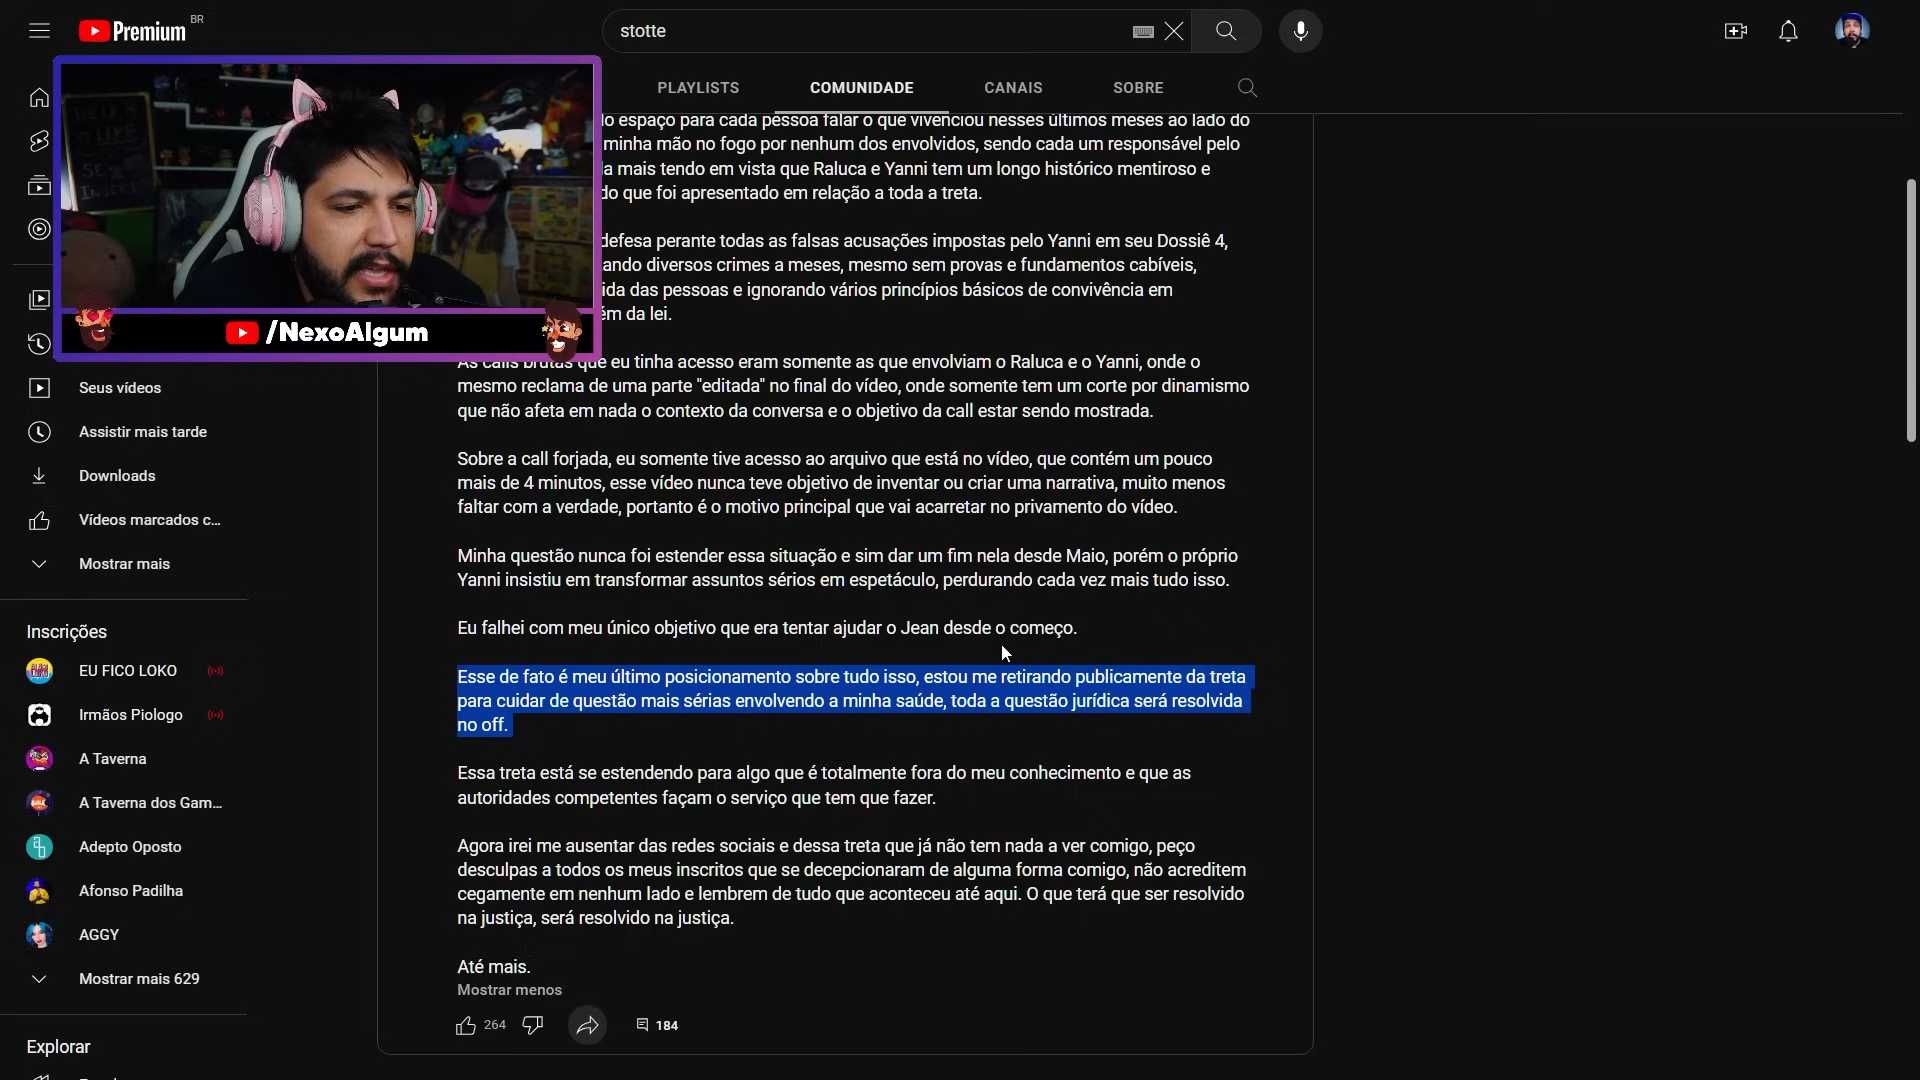 Premium BR
stotte
PLAYLISTS COMUNIDADE CANAIS SOBRE
espaço para cada pessoa falar o que vivenciou nesses últimos meses ao lado do
minha mão no fogo por nenhum dos envolvidos, sendo cada um responsável pelo
mais tendo em vista que Raluca e Yanni tem um longo histórico mentiroso e
do que foi apresentado em relação a toda a treta.
defesa perante todas as falsas acusações impostas pelo Yanni em seu Dossiê 4,
ando diversos crimes a meses, mesmo sem provas e fundamentos cabíveis,
ida das pessoas e ignorando vários princípios básicos de convivência em
ém da lei.
/NexoAlgum
As calls brutas que eu tinha acesso eram somente as que envolviam o Raluca e o Yanni, onde o
mesmo reclama de uma parte "editada" no final do vídeo, onde somente tem um corte por dinamismo
que não afeta em nada o contexto da conversa e o objetivo da call estar sendo mostrada.
Sobre a call forjada, eu somente tive acesso ao arquivo que está no vídeo, que contém um pouco
mais de 4 minutos, esse vídeo nunca teve objetivo de inventar ou criar uma narrativa, muito menos
faltar com a verdade, portanto é o motivo principal que vai acarretar no privamento do vídeo.
Minha questão nunca foi estender essa situação e sim dar um fim nela desde Maio, porém o próprio
Yanni insistiu em transformar assuntos sérios em espetáculo, perdurando cada vez mais tudo isso.
Eu falhei com meu único objetivo que era tentar ajudar o Jean desde o começo.
Esse de fato é meu último posicionamento sobre tudo isso, estou me retirando publicamente da treta
para cuidar de questão mais sérias envolvendo a minha saúde, toda a questão jurídica será resolvida
no off.
Essa treta está se estendendo para algo que é totalmente fora do meu conhecimento e que as
autoridades competentes façam o serviço que tem que fazer.
Agora irei me ausentar das redes sociais e dessa treta que já não tem nada a ver comigo, peço
desculpas a todos os meus inscritos que se decepcionaram de alguma forma comigo, não acreditem
cegamente em nenhum lado e lembrem de tudo que aconteceu até aqui. O que terá que ser resolvido
na justiça, será resolvido na justiça.
Até mais.
Mostrar menos
264 184
Seus vídeos
Assistir mais tarde
Downloads
Vídeos marcados c...
Mostrar mais
Inscrições
EU FICO LOKO
Irmãos Piologo
A Taverna
A Taverna dos Gam...
Adepto Oposto
Afonso Padilha
AGGY
Mostrar mais 629
Explorar